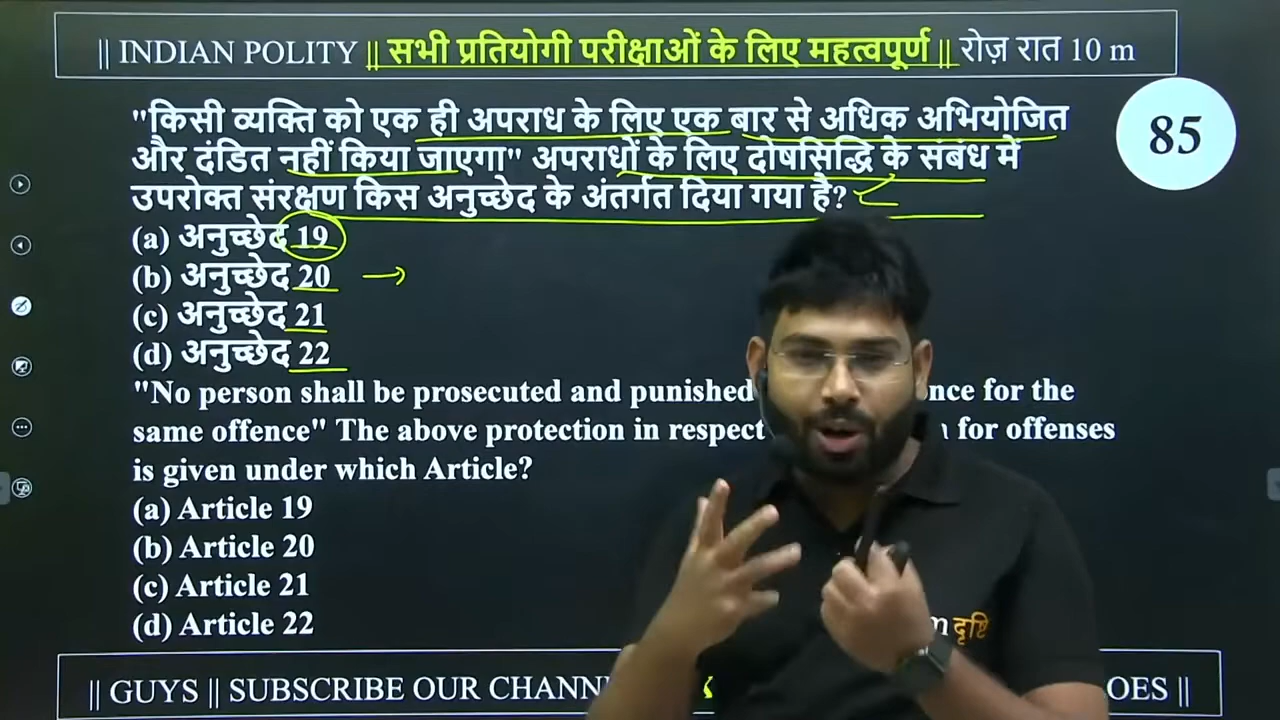 || INDIAN POLITY || सभी प्रतियोगी परीक्षाओं के लिए महत्वपूर्ण || रोज़ रात 10 m
85
"किसी व्यक्ति को एक ही अपराध के लिए एक बार से अधिक अभियोजित
और दंडित नहीं किया जाएगा" अपराधों के लिए दोषसिद्धि के संबंध में
उपरोक्त संरक्षण किस अनुच्छेद के अंतर्गत दिया गया है?
(a) अनुच्छेद 19
(b) अनुच्छेद 20
(c) अनुच्छेद 21
(d) अनुच्छेद 22
"No person shall be prosecuted and punished for the
same offence" The above protection in respect for offenses
is given under which Article?
(a) Article 19
(b) Article 20
(c) Article 21
(d) Article 22
दृष्टि
|| GUYS || SUBSCRIBE OUR